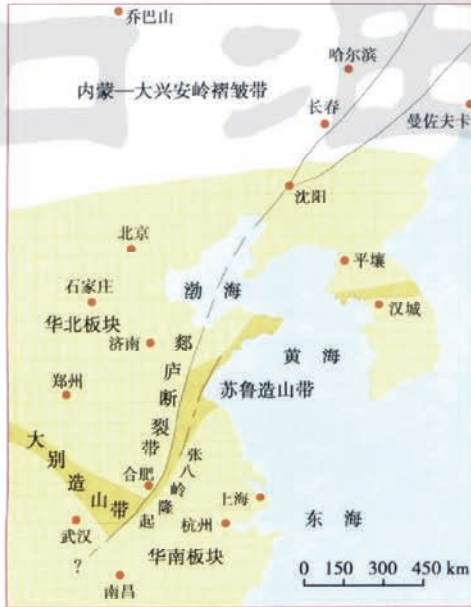 乔巴山
哈尔滨
内蒙—大兴安岭褶皱带
长春
曼佐夫卡
沈阳
北京
平壤
石家庄
渤海
汉城
华北板块
济南
黄海
郑州
苏鲁造山带
郯庐断裂带
大别造山带
合肥
张八岭隆起
上海
武汉
杭州
东海
华南板块
?
南昌
0 150 300 450 km